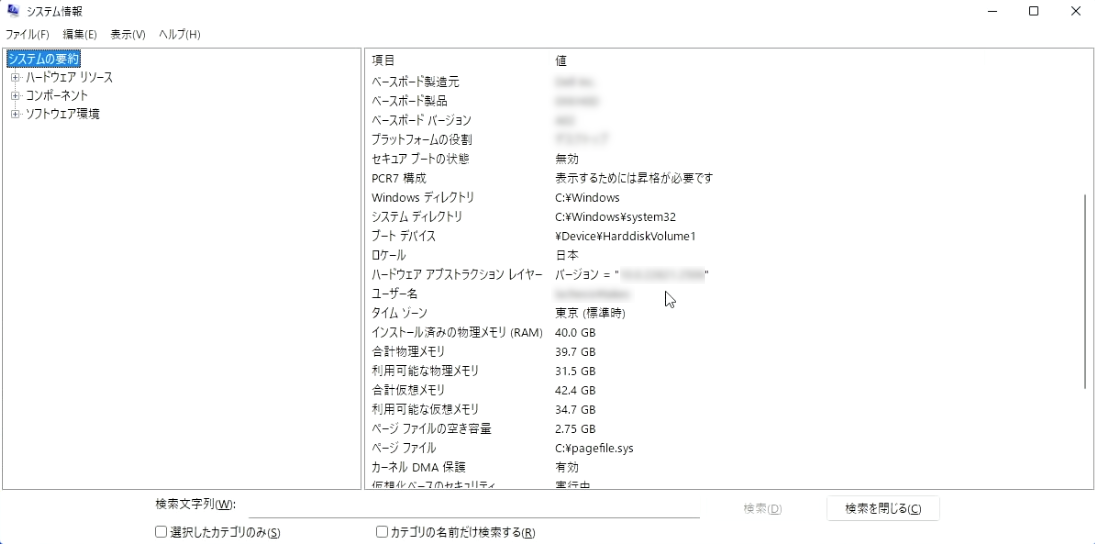 システム情報
ファイル(F) 編集(E) 表示(V) ヘルプ(H)
システムの要約
ハードウェア リソース
コンポーネント
ソフトウェア環境
項目 値
ベースボード製造元
ベースボード製品
ベースボード バージョン
プラットフォームの役割
セキュア ブートの状態 無効
PCR7 構成 表示するためには昇格が必要です
Windows ディレクトリ C:¥Windows
システム ディレクトリ C:¥Windows¥system32
ブート デバイス ¥Device¥HarddiskVolume1
ロケール 日本
ハードウェア アブストラクション レイヤー バージョン = " "
ユーザー名
タイム ゾーン 東京 (標準時)
インストール済みの物理メモリ (RAM) 40.0 GB
合計物理メモリ 39.7 GB
利用可能な物理メモリ 31.5 GB
合計仮想メモリ 42.4 GB
利用可能な仮想メモリ 34.7 GB
ページ ファイルの空き容量 2.75 GB
ページ ファイル C:¥pagefile.sys
カーネル DMA 保護 有効
仮想化ベースのセキュリティ 実行中
検索文字列(W): 検索(D) 検索を閉じる(C)
選択したカテゴリのみ(S) カテゴリの名前だけ検索する(R)